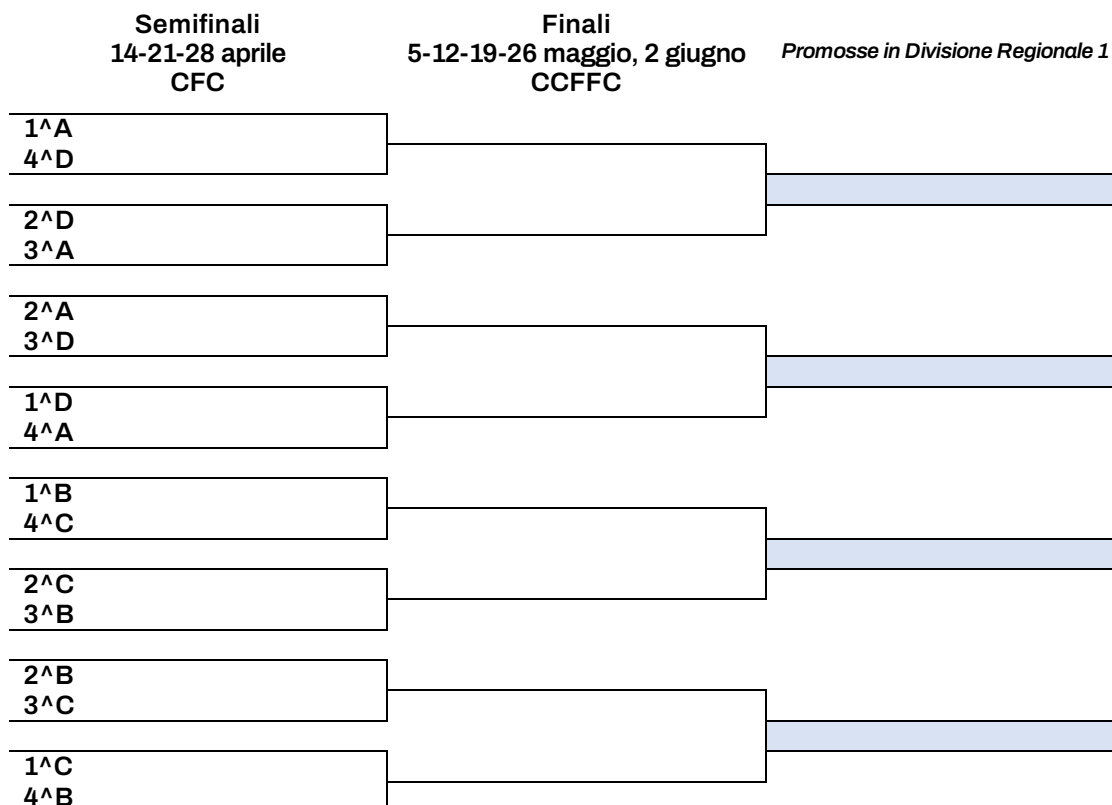 Semifinali
14-21-28 aprile
CFC
Finali
5-12-19-26 maggio, 2 giugno
CCFFC
Promosse in Divisione Regionale 1
1^A
4^D
2^D
3^A
2^A
3^D
1^D
4^A
1^B
4^C
2^C
3^B
2^B
3^C
1^C
4^B